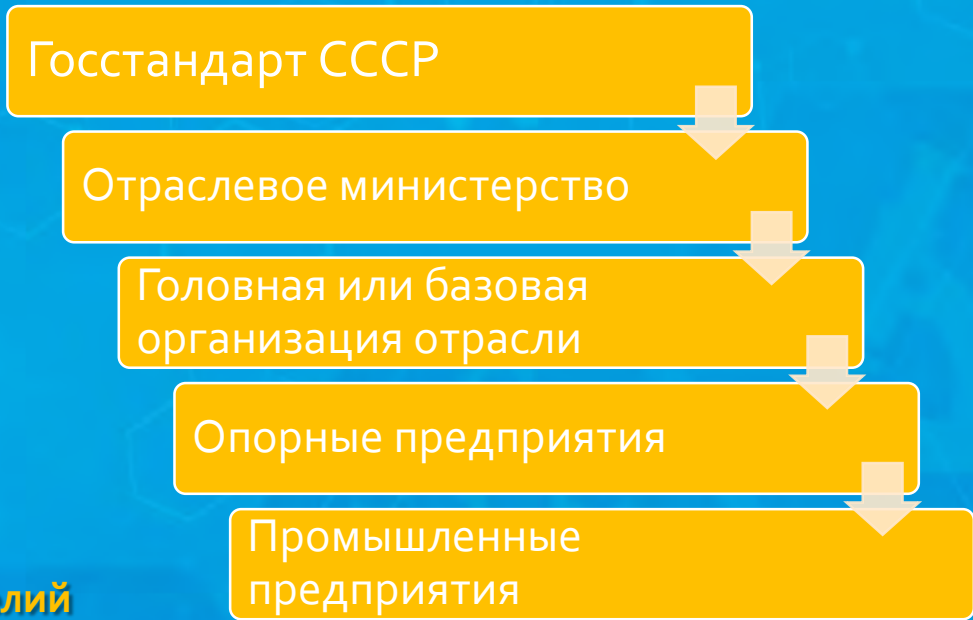 Госстандарт СССР
Отраслевое министерство
Головная или базовая
организация отрасли
Опорные предприятия
Промышленные
предприятия
лий